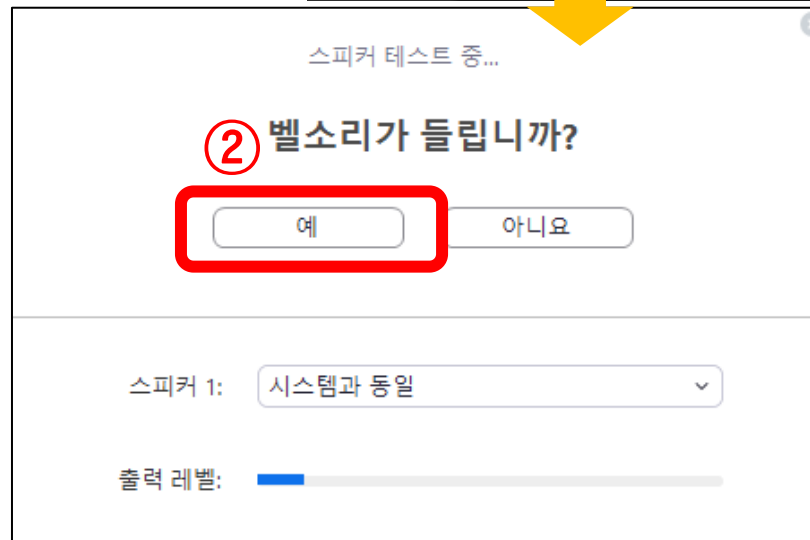 스피커 테스트 중...
② 벨소리가 들립니까?
예 아니요
스피커 1: 시스템과 동일
출력 레벨: